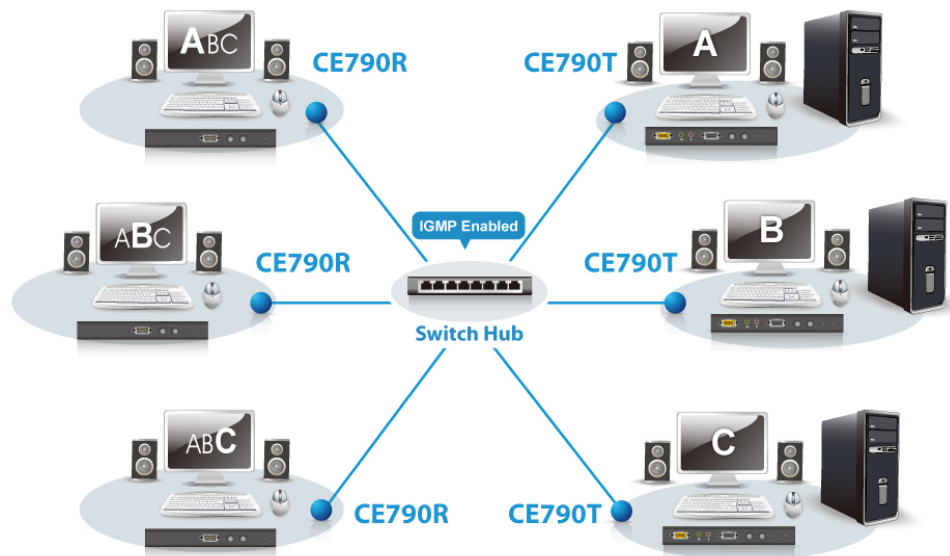 ABC
CE790R
CE790T
A
IGMP Enabled
ABC
CE790R
CE790T
B
Switch Hub
ABC
CE790R
CE790T
C